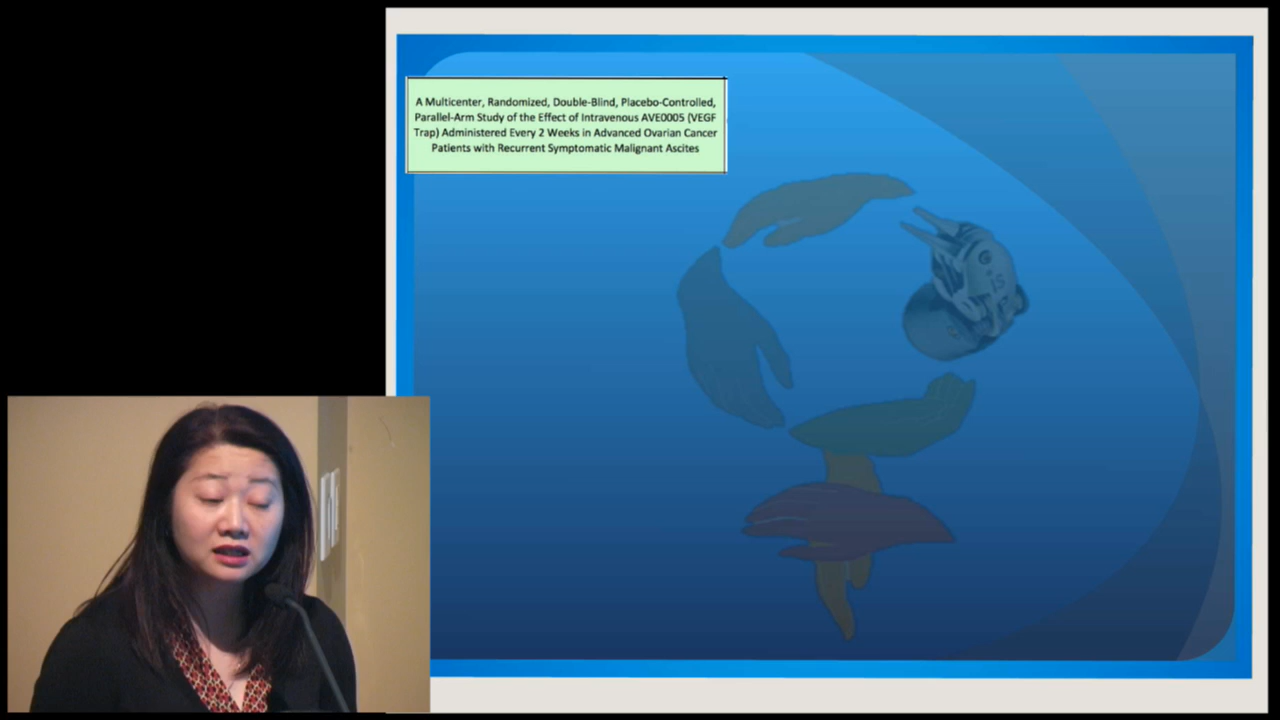 A Multicenter, Randomized, Double-Blind, Placebo-Controlled,
Parallel-Arm Study of the Effect of Intravenous AVE0005 (VEGF
Trap) Administered Every 2 Weeks in Advanced Ovarian Cancer
Patients with Recurrent Symptomatic Malignant Ascites